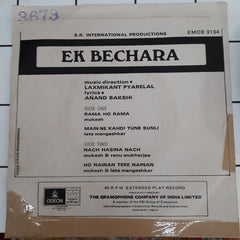 3673
S.R. INTERNATIONAL PRODUCTIONS
EMOE 2134
EK BECHARA
music direction •
LAXMIKANT PYARELAL
lyrics •
ANAND BAKSHI
SIDE ONE
RAMA HO RAMA
mukesh
MAIN NE KAHDI TUNE SUNLI
lata mangeshkar
SIDE TWO
NACH HASINA NACH
mukesh & ranu mukherjee
HO NAINAN TERE NAINAN
mukesh & lata mangeshkar
ODEON
45 R.P.M. EXTENDED PLAY RECORD
THE GRAMOPHONE COMPANY OF INDIA LIMITED